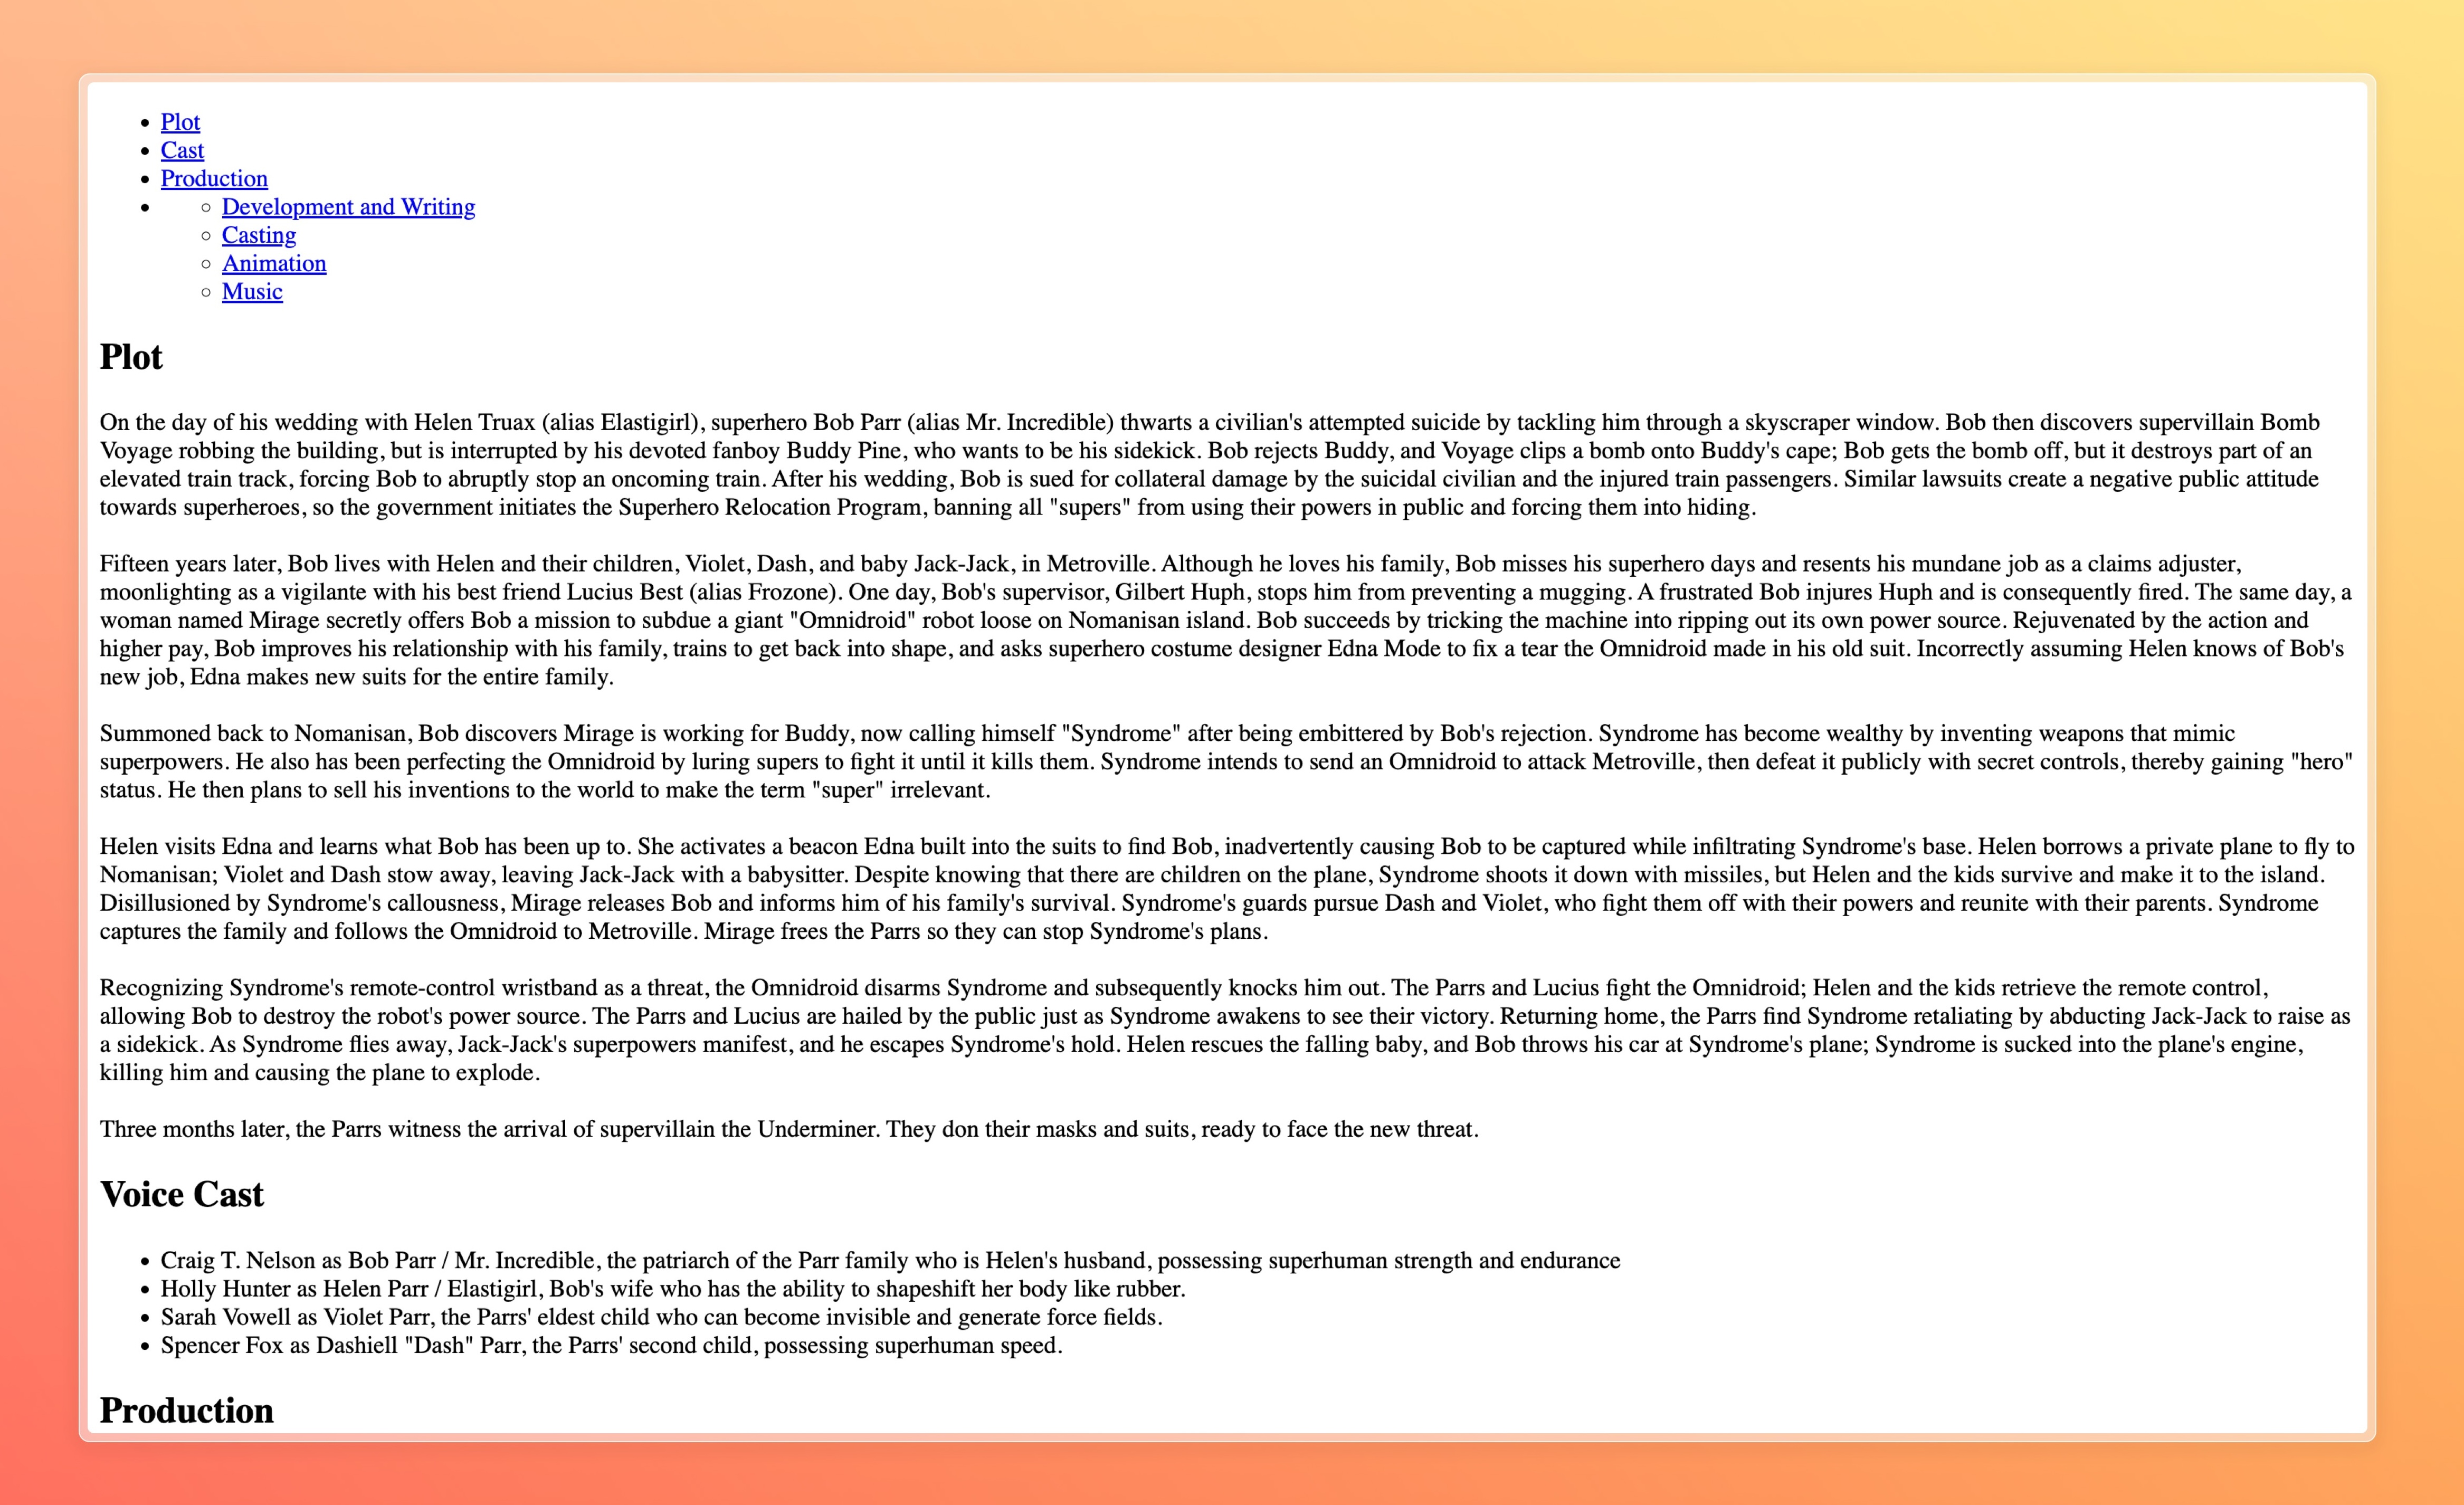 Plot
Cast
Production
Development and Writing
Casting
Animation
Music
Plot
On the day of his wedding with Helen Truax (alias Elastigirl), superhero Bob Parr (alias Mr. Incredible) thwarts a civilian's attempted suicide by tackling him through a skyscraper window. Bob then discovers supervillain Bomb
Voyage robbing the building, but is interrupted by his devoted fanboy Buddy Pine, who wants to be his sidekick. Bob rejects Buddy, and Voyage clips a bomb onto Buddy's cape; Bob gets the bomb off, but it destroys part of an
elevated train track, forcing Bob to abruptly stop an oncoming train. After his wedding, Bob is sued for collateral damage by the suicidal civilian and the injured train passengers. Similar lawsuits create a negative public attitude
towards superheroes, so the government initiates the Superhero Relocation Program, banning all "supers" from using their powers in public and forcing them into hiding.
Fifteen years later, Bob lives with Helen and their children, Violet, Dash, and baby Jack-Jack, in Metroville. Although he loves his family, Bob misses his superhero days and resents his mundane job as a claims adjuster,
moonlighting as a vigilante with his best friend Lucius Best (alias Frozone). One day, Bob's supervisor, Gilbert Huph, stops him from preventing a mugging. A frustrated Bob injures Huph and is consequently fired. The same day, a
woman named Mirage secretly offers Bob a mission to subdue a giant "Omnidroid" robot loose on Nomanisan island. Bob succeeds by tricking the machine into ripping out its own power source. Rejuvenated by the action and
higher pay, Bob improves his relationship with his family, trains to get back into shape, and asks superhero costume designer Edna Mode to fix a tear the Omnidroid made in his old suit. Incorrectly assuming Helen knows of Bob's
new job, Edna makes new suits for the entire family.
Summoned back to Nomanisan, Bob discovers Mirage is working for Buddy, now calling himself "Syndrome" after being embittered by Bob's rejection. Syndrome has become wealthy by inventing weapons that mimic
superpowers. He also has been perfecting the Omnidroid by luring supers to fight it until it kills them. Syndrome intends to send an Omnidroid to attack Metroville, then defeat it publicly with secret controls, thereby gaining "hero"
status. He then plans to sell his inventions to the world to make the term "super" irrelevant.
Helen visits Edna and learns what Bob has been up to. She activates a beacon Edna built into the suits to find Bob, inadvertently causing Bob to be captured while infiltrating Syndrome's base. Helen borrows a private plane to fly to
Nomanisan; Violet and Dash stow away, leaving Jack-Jack with a babysitter. Despite knowing that there are children on the plane, Syndrome shoots it down with missiles, but Helen and the kids survive and make it to the island.
Disillusioned by Syndrome's callousness, Mirage releases Bob and informs him of his family's survival. Syndrome's guards pursue Dash and Violet, who fight them off with their powers and reunite with their parents. Syndrome
captures the family and follows the Omnidroid to Metroville. Mirage frees the Parrs so they can stop Syndrome's plans.
Recognizing Syndrome's remote-control wristband as a threat, the Omnidroid disarms Syndrome and subsequently knocks him out. The Parrs and Lucius fight the Omnidroid; Helen and the kids retrieve the remote control,
allowing Bob to destroy the robot's power source. The Parrs and Lucius are hailed by the public just as Syndrome awakens to see their victory. Returning home, the Parrs find Syndrome retaliating by abducting Jack-Jack to raise as
a sidekick. As Syndrome flies away, Jack-Jack's superpowers manifest, and he escapes Syndrome's hold. Helen rescues the falling baby, and Bob throws his car at Syndrome's plane; Syndrome is sucked into the plane's engine,
killing him and causing the plane to explode.
Three months later, the Parrs witness the arrival of supervillain the Underminer. They don their masks and suits, ready to face the new threat.
Voice Cast
Craig T. Nelson as Bob Parr / Mr. Incredible, the patriarch of the Parr family who is Helen's husband, possessing superhuman strength and endurance
Holly Hunter as Helen Parr / Elastigirl, Bob's wife who has the ability to shapeshift her body like rubber.
Sarah Vowell as Violet Parr, the Parrs' eldest child who can become invisible and generate force fields.
Spencer Fox as Dashiell "Dash" Parr, the Parrs' second child, possessing superhuman speed.
Production